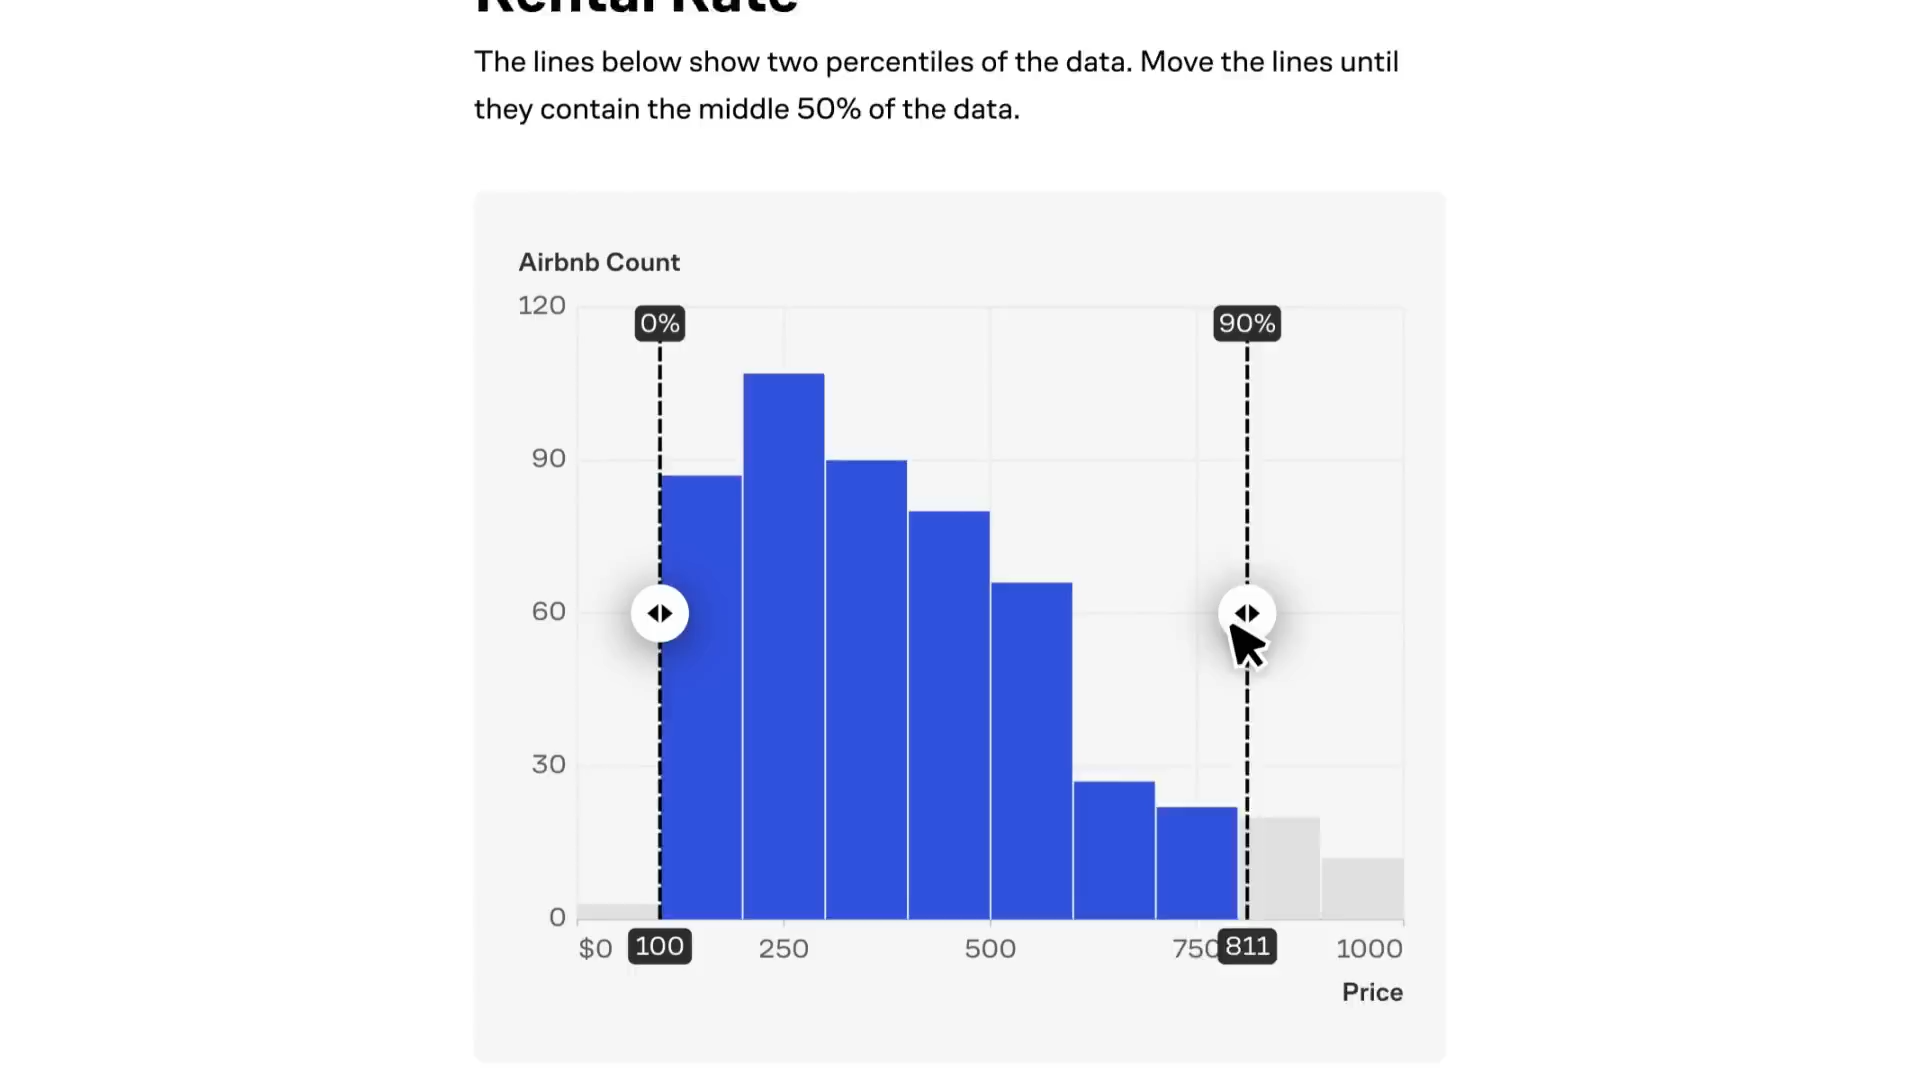 Rental Rate
The lines below show two percentiles of the data. Move the lines until
they contain the middle 50% of the data.
Airbnb Count
120
0%
90%
90
60
30
0
$0
100
250
500
750
811
1000
Price